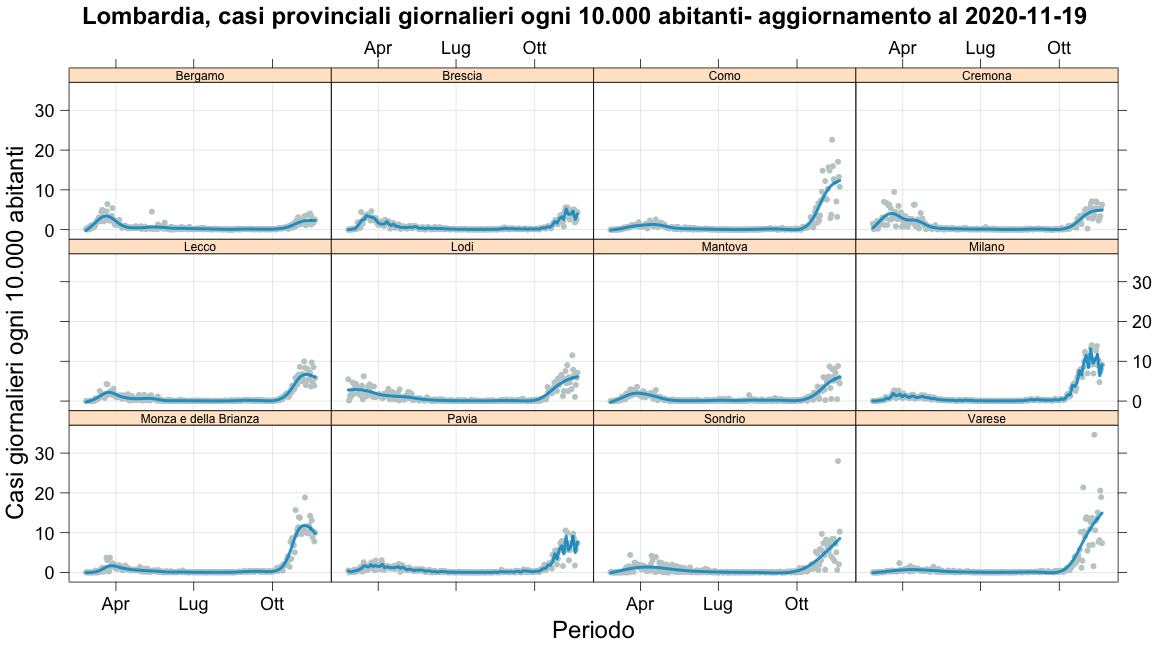 Lombardia, casi provinciali giornalieri ogni 10.000 abitanti- aggiornamento al 2020-11-19
Apr Lug Ott Apr Lug Ott
Bergamo Brescia Como Cremona
30
20
10
0
Lecco Lodi Mantova Milano
30
20
10
0
Monza e della Brianza Pavia Sondrio Varese
30
20
10
0
Apr Lug Ott Apr Lug Ott
Periodo
Casi giornalieri ogni 10.000 abitanti